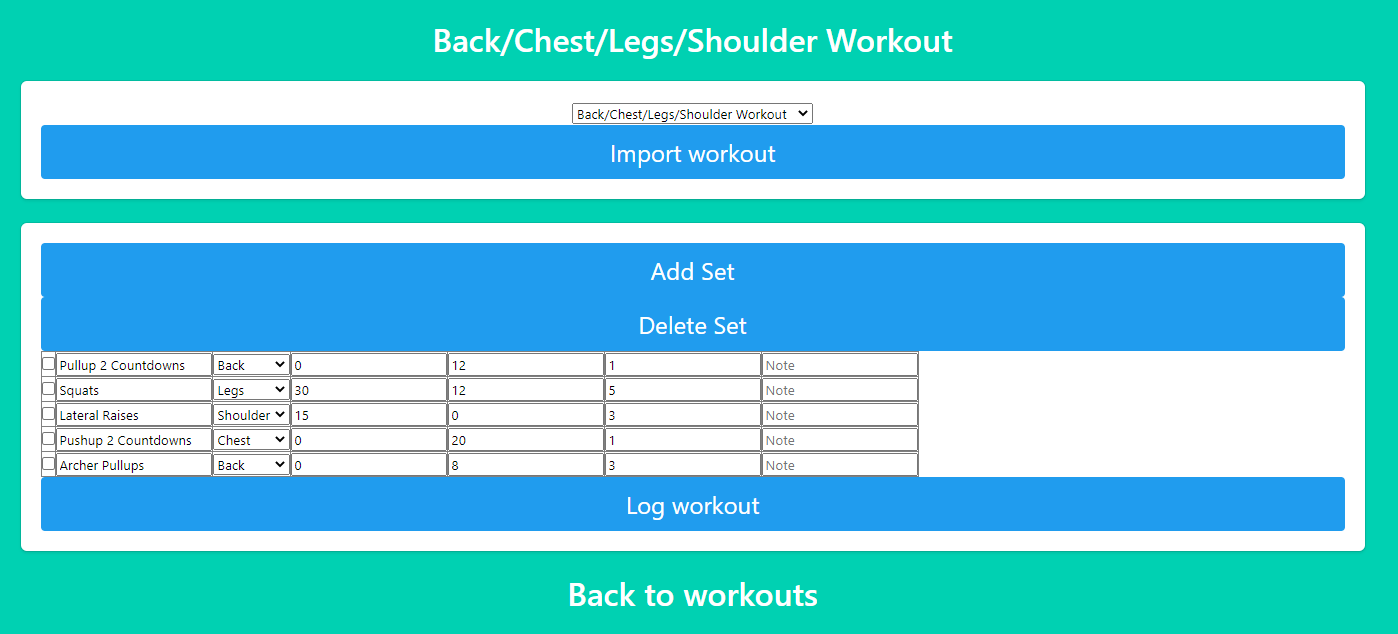 Back/Chest/Legs/Shoulder Workout
Back/Chest/Legs/Shoulder Workout
Import workout
Add Set
Delete Set
Pullup 2 Countdowns Back 0 12 1 Note
Squats Legs 30 12 5 Note
Lateral Raises Shoulder 15 0 3 Note
Pushup 2 Countdowns Chest 0 20 1 Note
Archer Pullups Back 0 8 3 Note
Log workout
Back to workouts